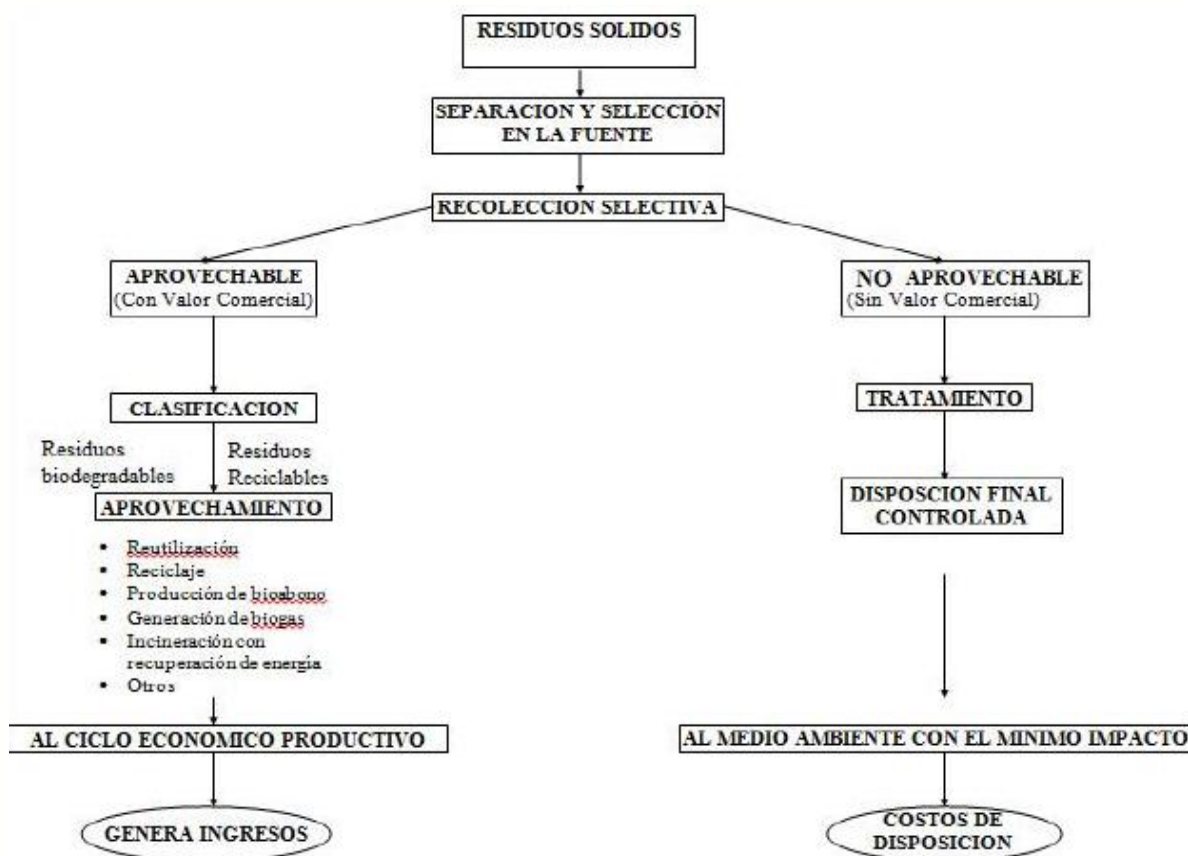 RESIDUOS SOLIDOS
SEPARACION Y SELECCIÓN
EN LA FUENTE
RECOLECCION SELECTIVA
APROVECHABLE
(Con Valor Comercial)
NO APROVECHABLE
(Sin Valor Comercial)
CLASIFICACION
TRATAMIENTO
Residuos
biodegradables
Residuos
Reciclables
APROVECHAMIENTO
DISPOSCION FINAL
CONTROLADA
• Reutilización
• Reciclaje
• Producción de bioabono
• Generación de biogas
• Incineración con
recuperación de energía
• Otros
AL CICLO ECONOMICO PRODUCTIVO
AL MEDIO AMBIENTE CON EL MINIMO IMPACTO
GENERA INGRESOS
COSTOS DE
DISPOSICION